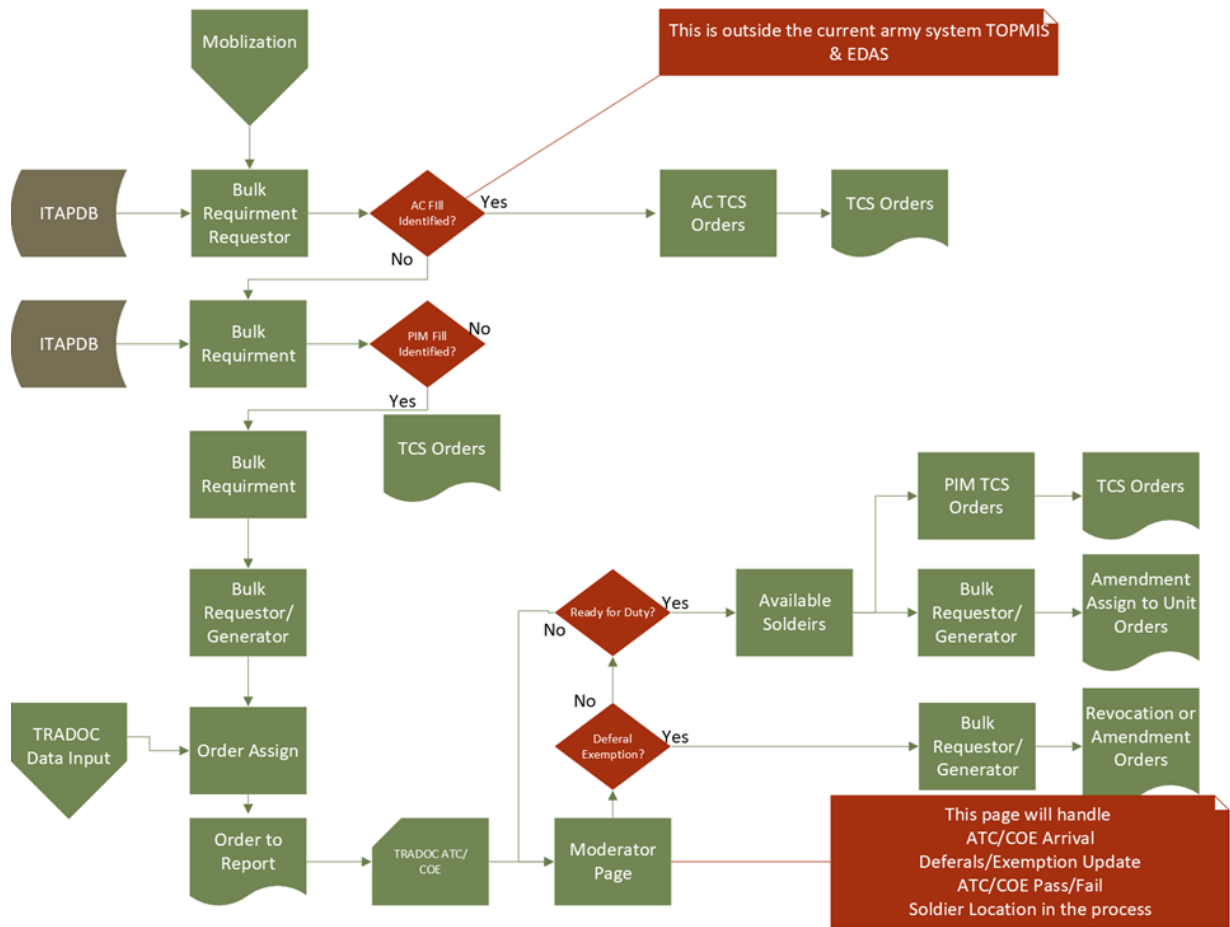 Moblization
This is outside the current army system TOPMIS
& EDAS
ITAPDB
Bulk
Requirment
Requestor
AC Fill
Identified?
Yes
No
AC TCS
Orders
TCS Orders
ITAPDB
Bulk
Requirment
PIM Fill
Identified?
No
Yes
TCS Orders
Bulk
Requirment
PIM TCS
Orders
TCS Orders
Bulk
Requestor/
Generator
Ready for Duty?
Yes
No
Available
Soldeirs
Bulk
Requestor/
Generator
Amendment
Assign to Unit
Orders
TRADOC
Data Input
Order Assign
No
Deferal
Exemption?
Yes
Bulk
Requestor/
Generator
Revocation or
Amendment
Orders
Order to
Report
TRADOC ATC/
COE
Moderator
Page
This page will handle
ATC/COE Arrival
Deferals/Exemption Update
ATC/COE Pass/Fail
Soldier Location in the process